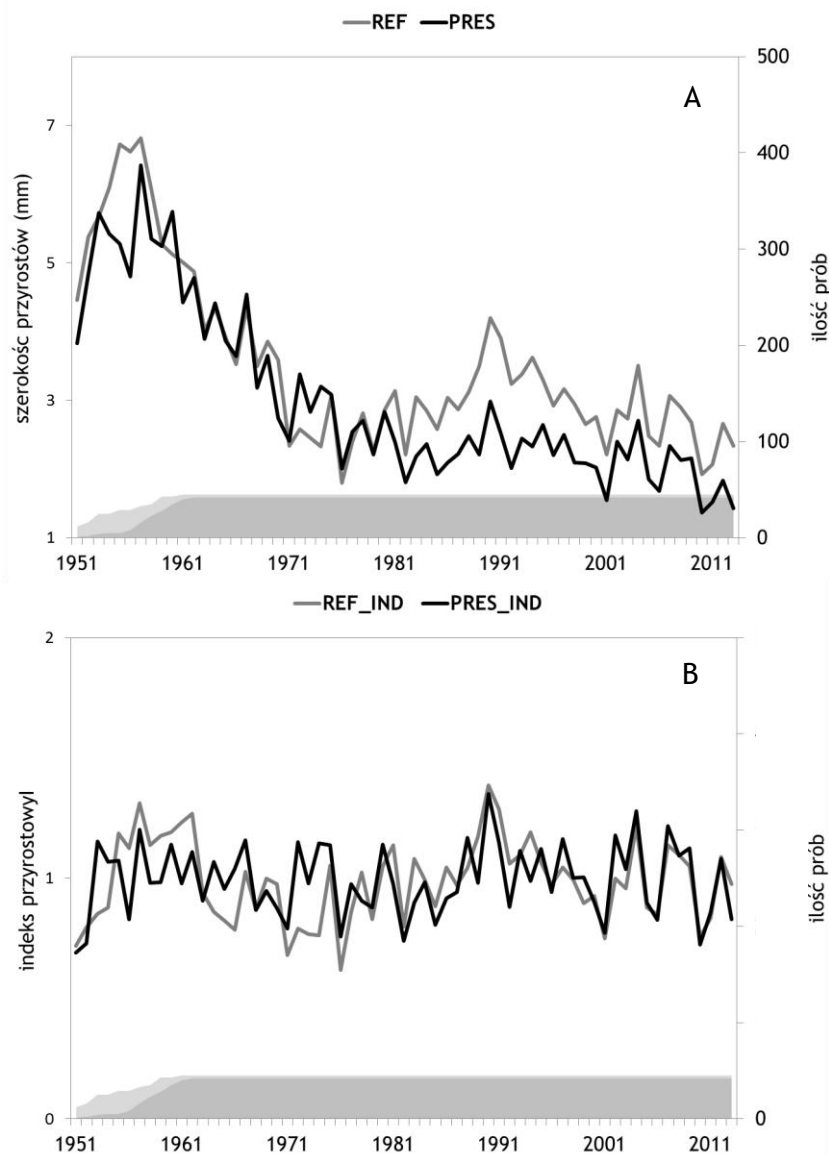 REF PRES
A
szerokość przyrostów (mm)
7
5
3
1
500
400
300
200
100
0
ilość prób
1951 1961 1971 1981 1991 2001 2011
REF_IND PRES_IND
B
indeks przyrostowyl
2
1
0
0
ilość prób
1951 1961 1971 1981 1991 2001 2011